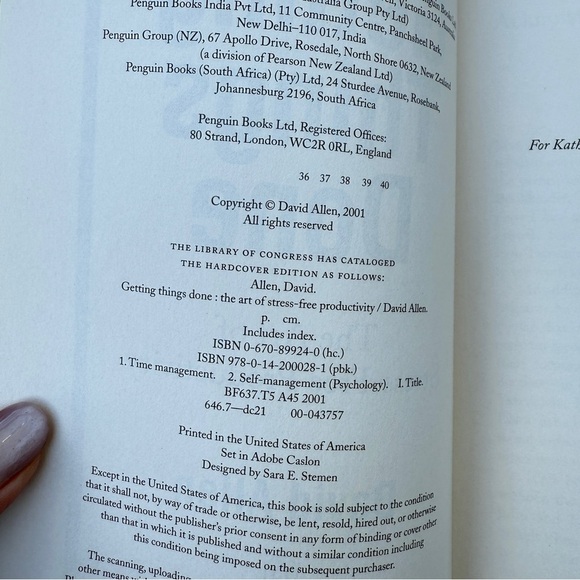 Victoria 3124,
Australia Group Pty Ltd)
Penguin Books India Pvt Ltd, 11 Community Centre, Panchsheel Park,
New Delhi–110 017, India
Penguin Group (NZ), 67 Apollo Drive, Rosedale, North Shore 0632, New Zealand
(a division of Pearson New Zealand Ltd)
Penguin Books (South Africa) (Pty) Ltd, 24 Sturdee Avenue, Rosebank,
Johannesburg 2196, South Africa
Penguin Books Ltd, Registered Offices:
80 Strand, London, WC2R 0RL, England
36 37 38 39 40
Copyright © David Allen, 2001
All rights reserved
THE LIBRARY OF CONGRESS HAS CATALOGED
THE HARDCOVER EDITION AS FOLLOWS:
Allen, David.
Getting things done : the art of stress-free productivity / David Allen.
p. cm.
Includes index.
ISBN 0-670-89924-0 (hc.)
ISBN 978-0-14-200028-1 (pbk.)
1. Time management. 2. Self-management (Psychology). I. Title.
BF637.T5 A45 2001
646.7—dc21 00-043757
Printed in the United States of America
Set in Adobe Caslon
Designed by Sara E. Stemen
Except in the United States of America, this book is sold subject to the condition
that it shall not, by way of trade or otherwise, be lent, resold, hired out, or otherwise
circulated without the publisher's prior consent in any form of binding or cover other
than that in which it is published and without a similar condition including
this condition being imposed on the subsequent purchaser.
The scanning, uploading
other means
For Kath